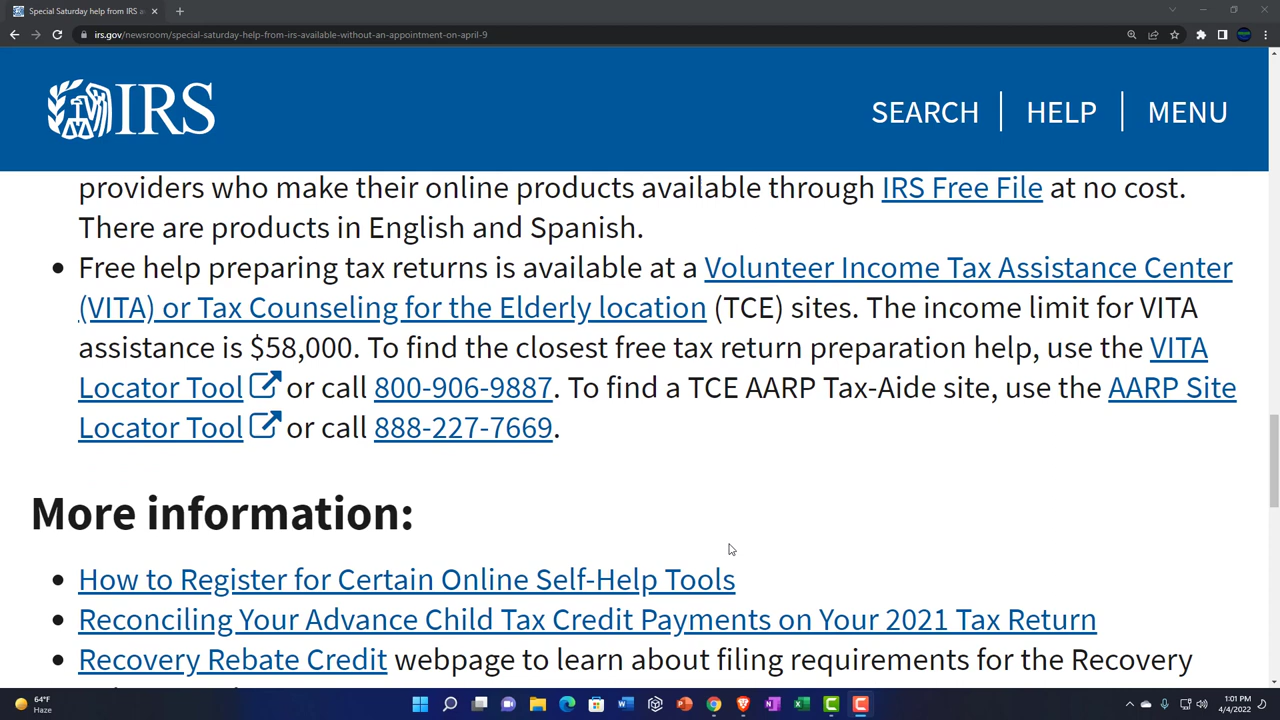 Special Saturday help from IRS a
irs.gov/newsroom/special-saturday-help-from-irs-available-without-an-appointment-on-april-9
IRS
SEARCH
HELP
MENU
providers who make their online products available through IRS Free File at no cost.
There are products in English and Spanish.
• Free help preparing tax returns is available at a Volunteer Income Tax Assistance Center
(VITA) or Tax Counseling for the Elderly location (TCE) sites. The income limit for VITA
assistance is $58,000. To find the closest free tax return preparation help, use the VITA
Locator Tool or call 800-906-9887. To find a TCE AARP Tax-Aide site, use the AARP Site
Locator Tool or call 888-227-7669.
More information:
• How to Register for Certain Online Self-Help Tools
• Reconciling Your Advance Child Tax Credit Payments on Your 2021 Tax Return
• Recovery Rebate Credit webpage to learn about filing requirements for the Recovery
64°F
Haze
1:01 PM
4/4/2022